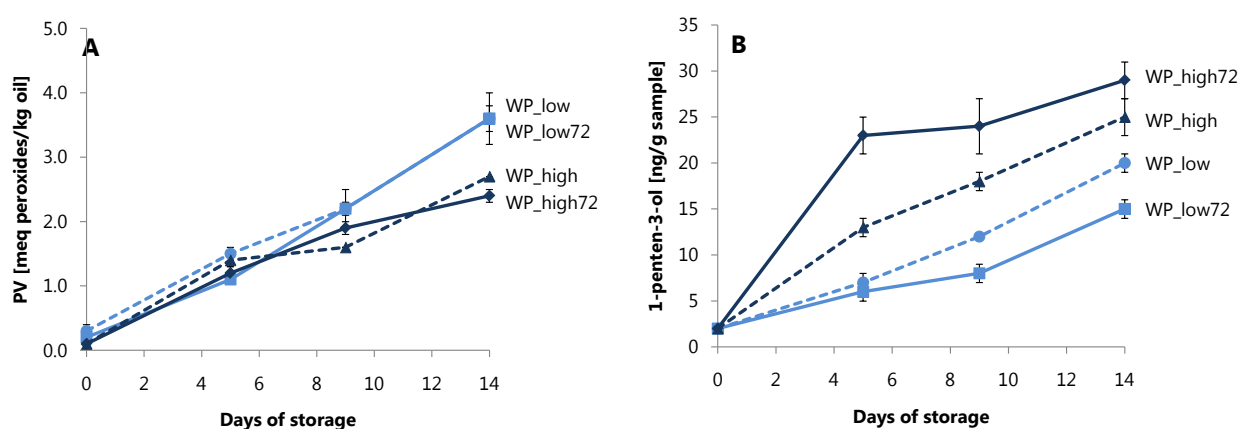 A
PV [meq peroxides/kg oil]
5.0
4.0
3.0
2.0
1.0
0.0
0 2 4 6 8 10 12 14
Days of storage
WP_low
WP_low72
WP_high
WP_high72
B
1-penten-3-ol [ng/g sample]
35
30
25
20
15
10
5
0
0 2 4 6 8 10 12 14
Days of storage
WP_high72
WP_high
WP_low
WP_low72